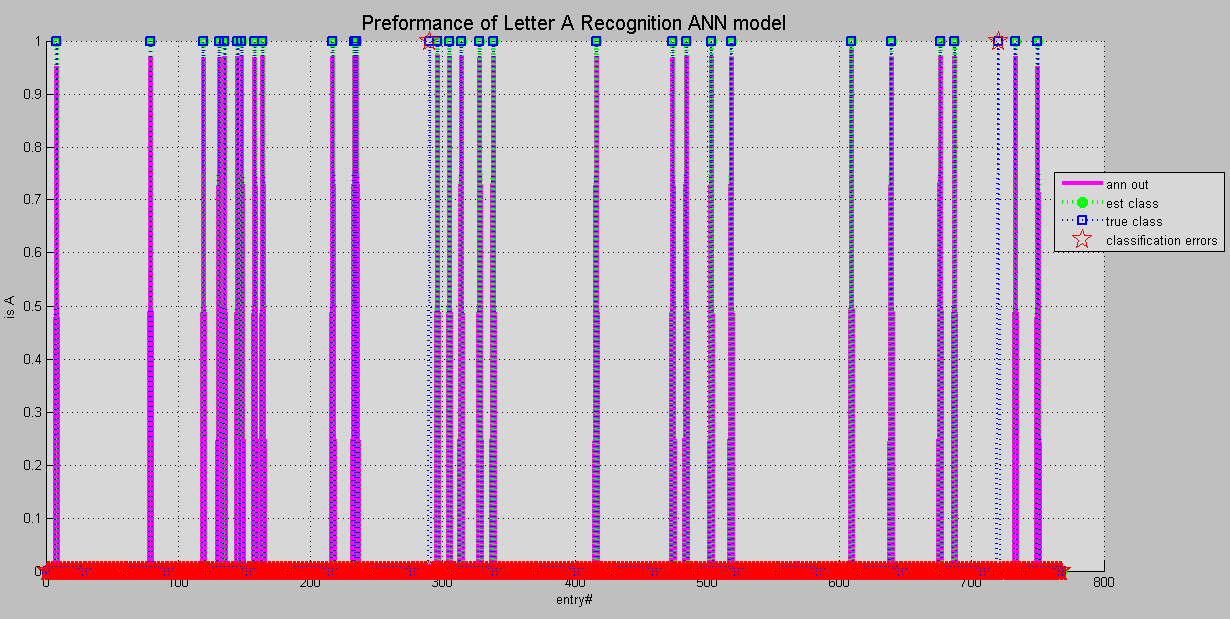 Preformance of Letter A Recognition ANN model
1
0.9
0.8
0.7
0.6
0.5
0.4
0.3
0.2
0.1
0
is A
0 100 200 300 400 500 600 700 800
entry#
ann out
est class
true class
classification errors